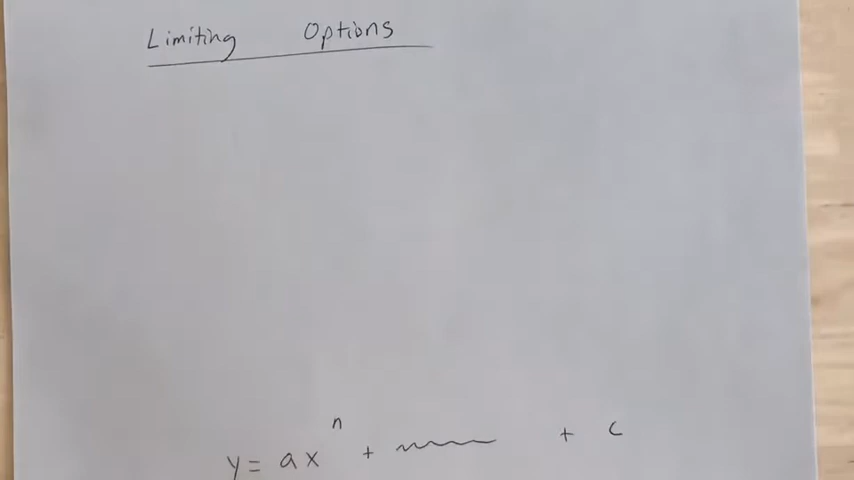 Limiting Options
y = ax^n + ~~~~ + c